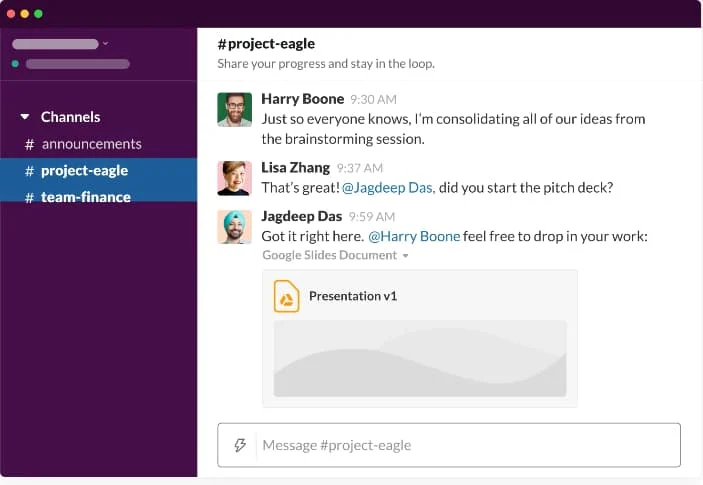 #project-eagle
Share your progress and stay in the loop.
Channels
# announcements
# project-eagle
# team-finance
Harry Boone 9:30 AM
Just so everyone knows, I'm consolidating all of our ideas from
the brainstorming session.
Lisa Zhang 9:37 AM
That's great! @Jagdeep Das, did you start the pitch deck?
Jagdeep Das 9:59 AM
Got it right here. @Harry Boone feel free to drop in your work:
Google Slides Document
Presentation v1
Message #project-eagle